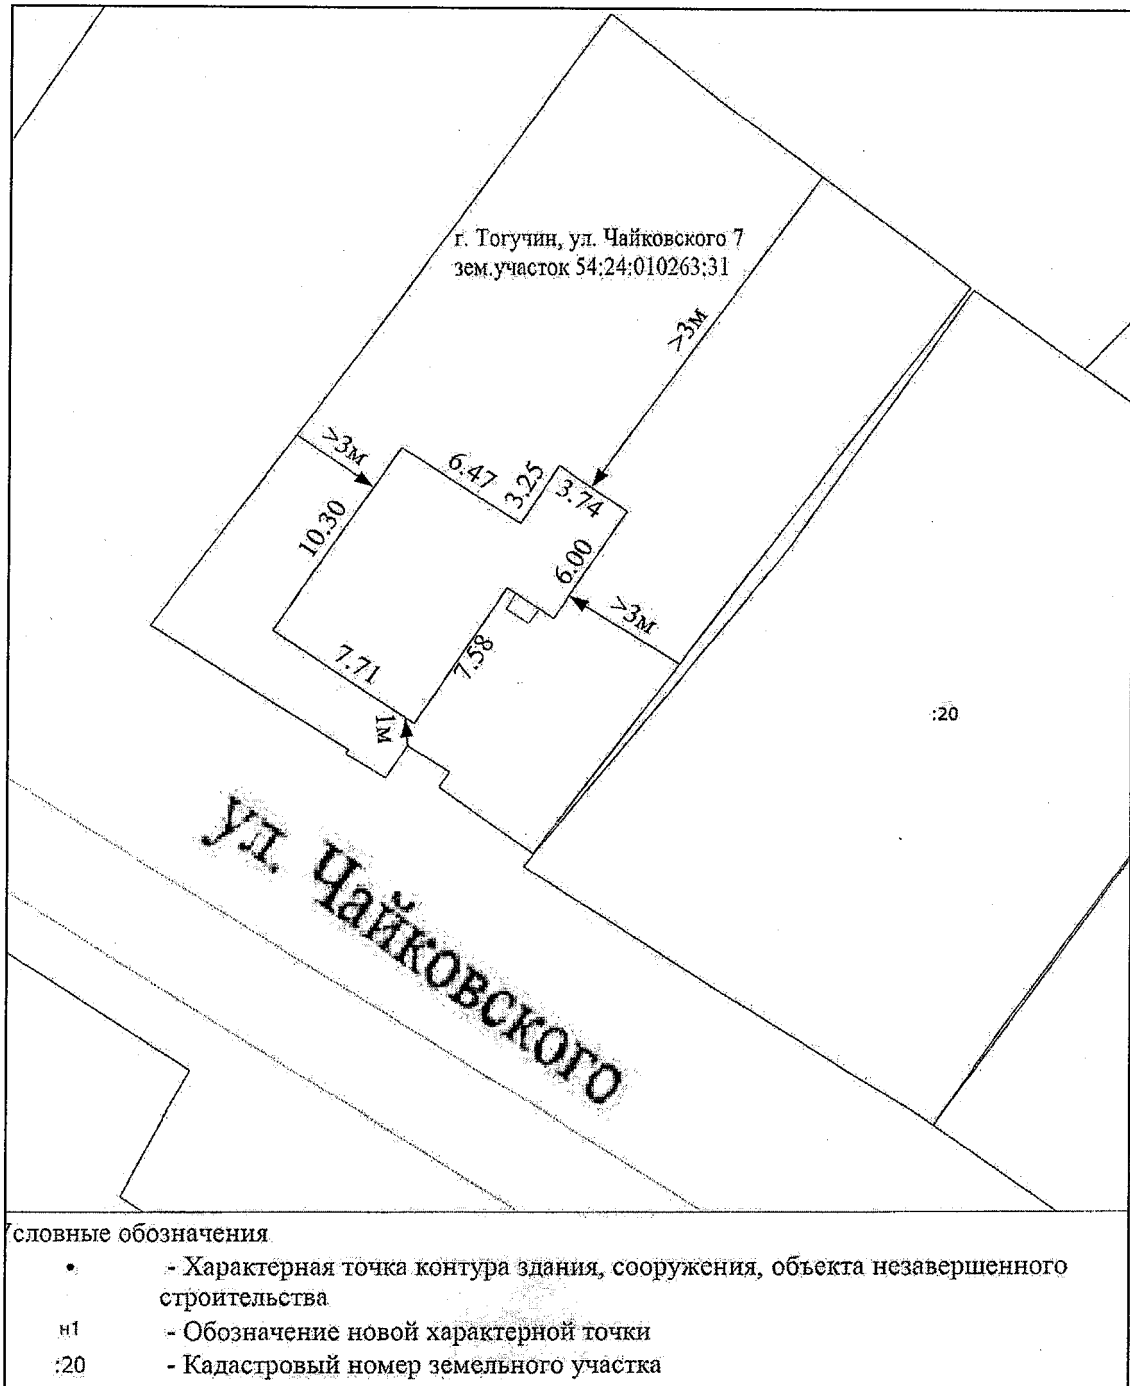 г. Тогучин, ул. Чайковского 7
зем.участок 54:24:010263:31
>3м
>3м
6.47
3.25
3.74
10.30
6.00
>3м
7.58
7.71
1м
:20
ул. Чайковского
словные обозначения
- Характерная точка контура здания, сооружения, объекта незавершенного
строительства
н1 - Обозначение новой характерной точки
:20 - Кадастровый номер земельного участка